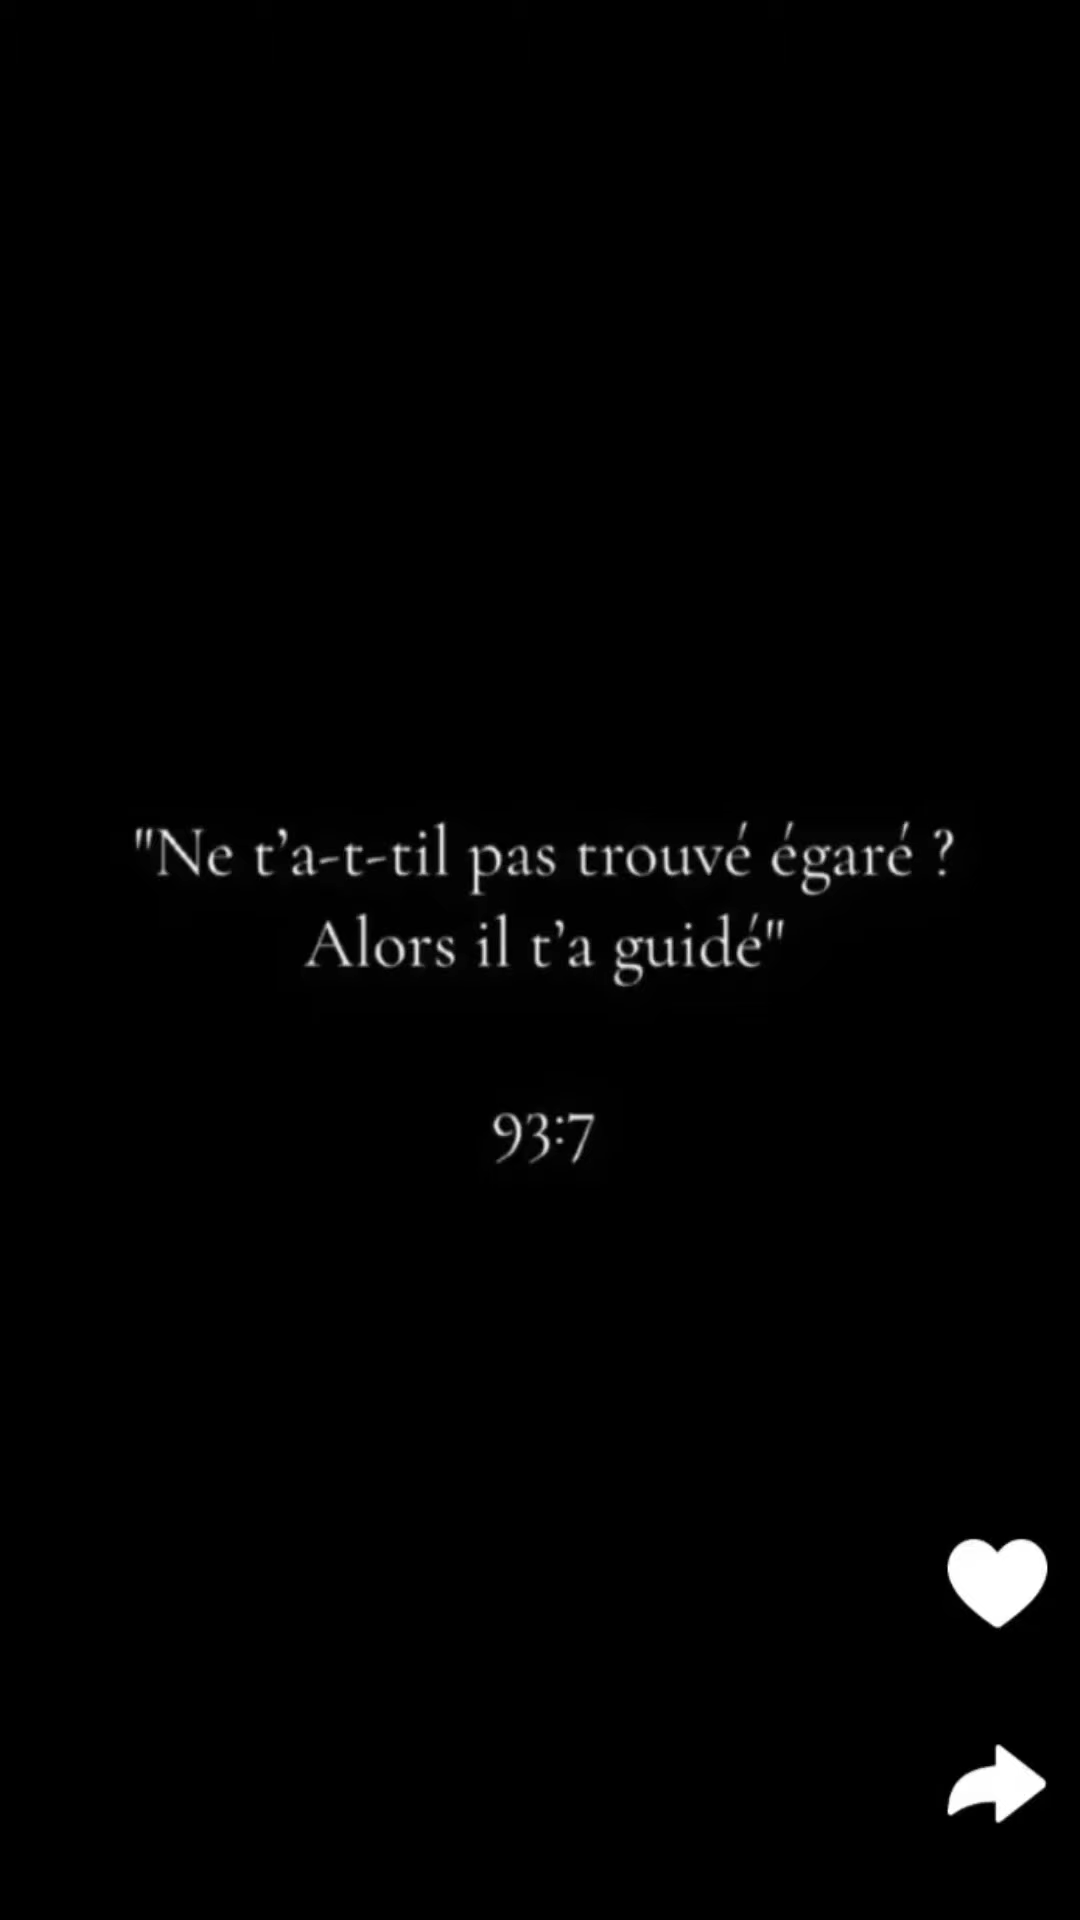 "Ne t’a-t-til pas trouvé égaré ?
Alors il t’a guidé"
93:7